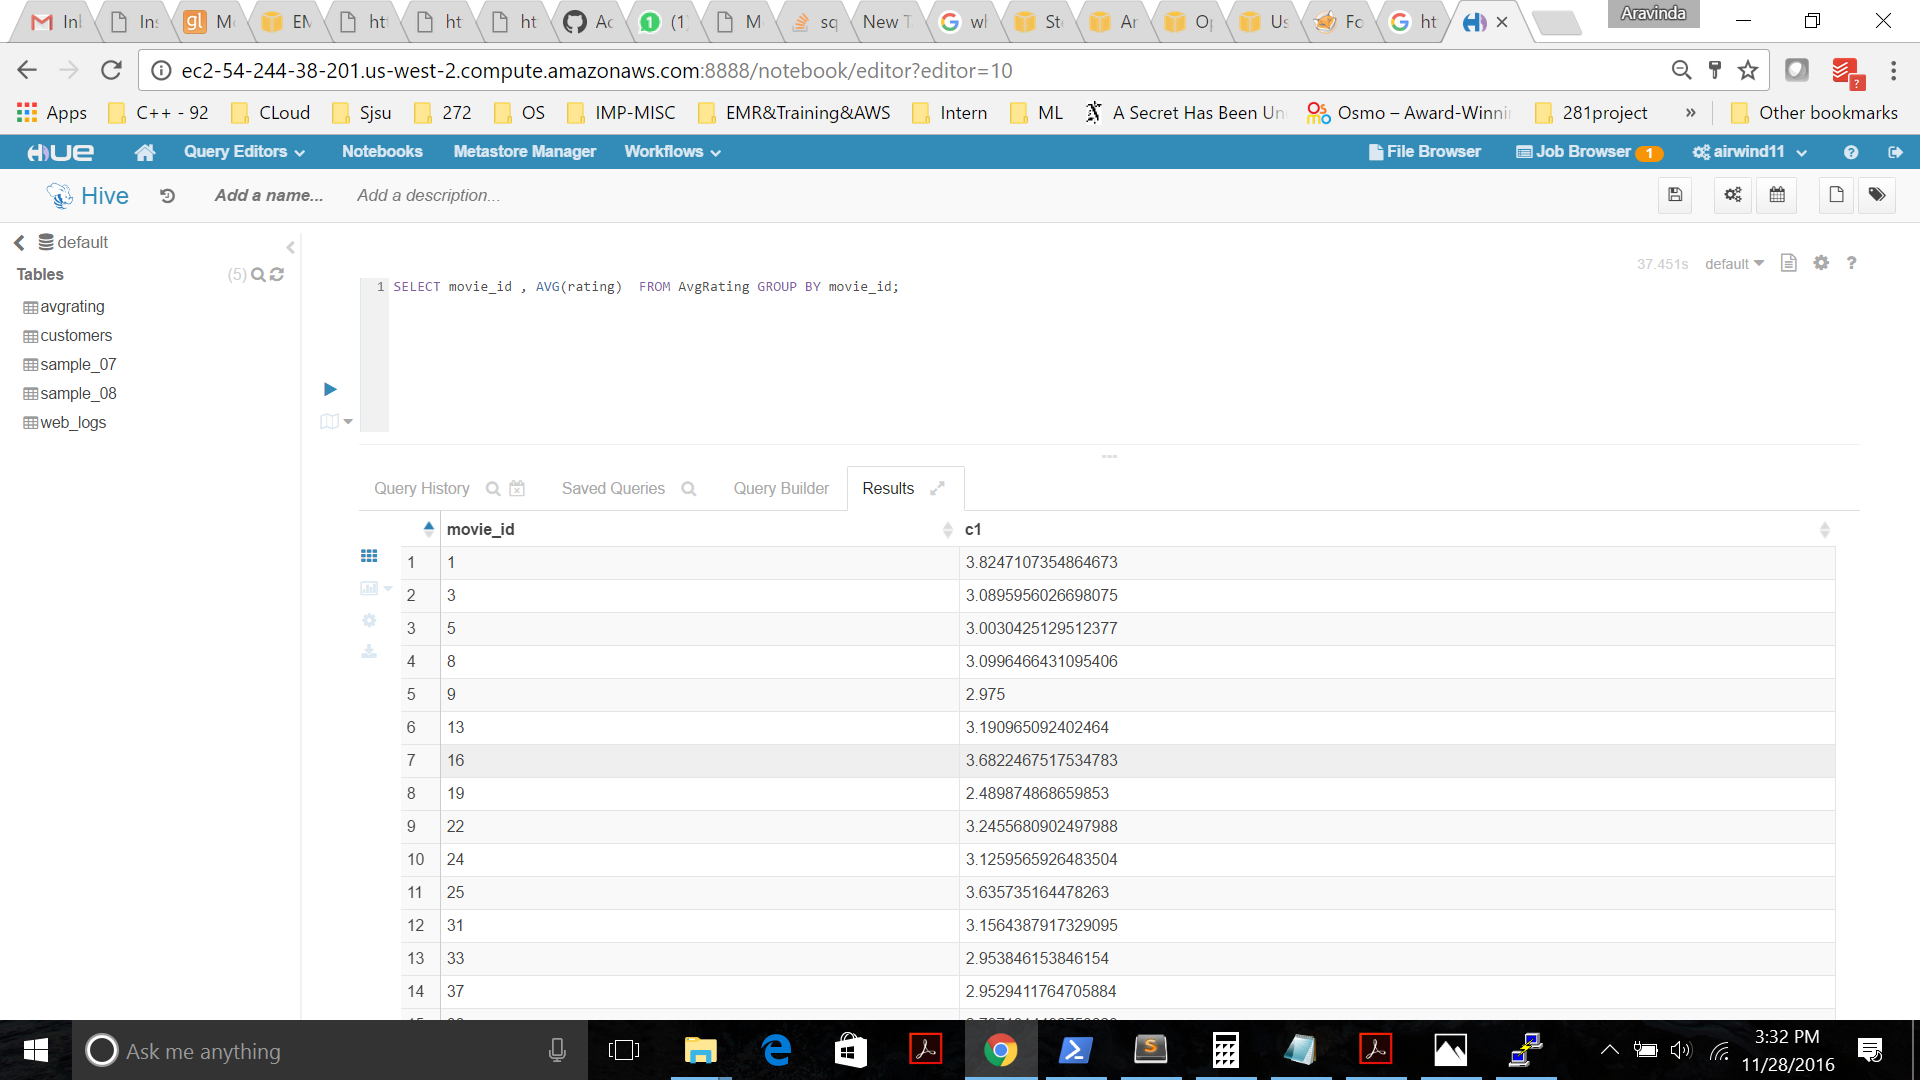 Aravinda
Inl
Ins
Mo
EM
htt
ht
ht
Ac
(1)
M
sq
New T
wl
Sto
An
Op
Us
Fo
ht
ec2-54-244-38-201.us-west-2.compute.amazonaws.com:8888/notebook/editor?editor=10
Apps C++ - 92 CLoud Sjsu 272 OS IMP-MISC EMR&Training&AWS Intern ML A Secret Has Been Un Osmo – Award-Winni 281project » Other bookmarks
HUE Query Editors Notebooks Metastore Manager Workflows File Browser Job Browser 1 airwind11
Hive Add a name... Add a description...
default
Tables (5)
avgrating
customers
sample_07
sample_08
web_logs
37.451s default ?
1 SELECT movie_id , AVG(rating) FROM AvgRating GROUP BY movie_id;
Query History Saved Queries Query Builder Results
movie_id c1
1 1 3.8247107354864673
2 3 3.0895956026698075
3 5 3.0030425129512377
4 8 3.0996466431095406
5 9 2.975
6 13 3.190965092402464
7 16 3.6822467517534783
8 19 2.489874868659853
9 22 3.2455680902497988
10 24 3.1259565926483504
11 25 3.635735164478263
12 31 3.1564387917329095
13 33 2.953846153846154
14 37 2.9529411764705884
Ask me anything
3:32 PM
11/28/2016